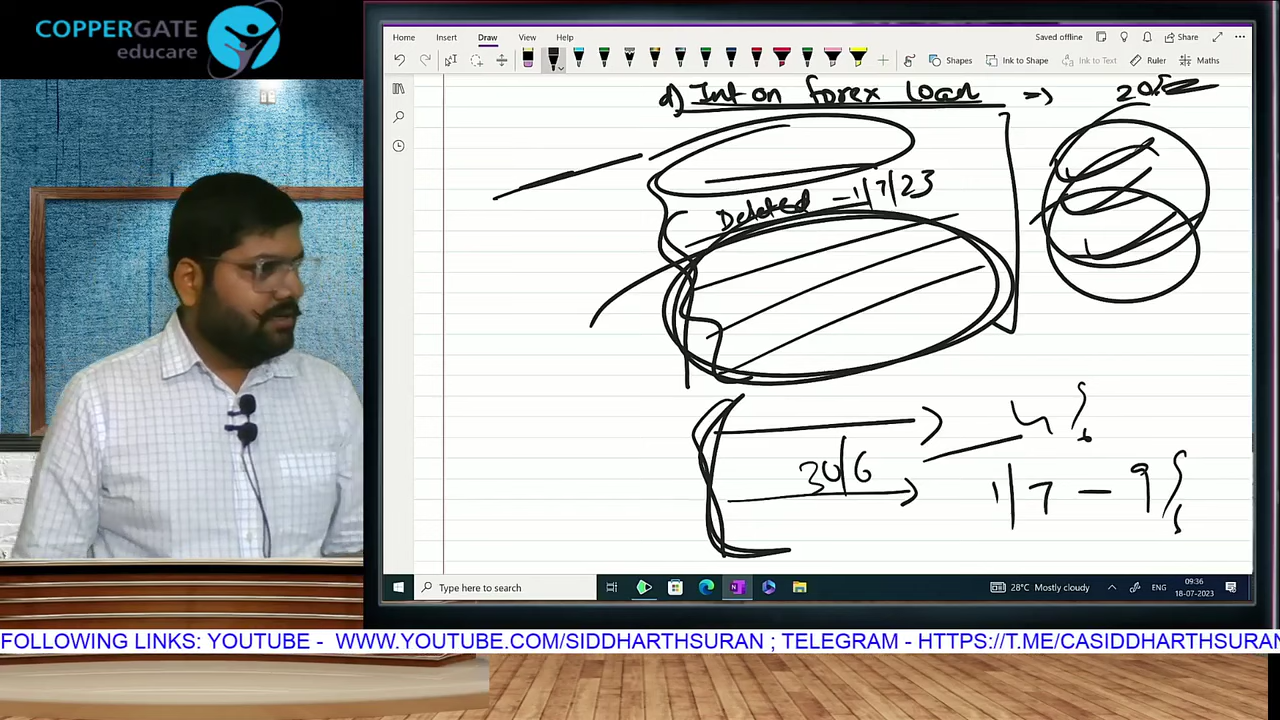 COPPERGATE
educare
Saved offline
Share
Home Insert Draw View Help
Shapes
Ink to Shape
Ink to Text
Ruler
Maths
d) Int on forex Loan => 20%
Deleted - 1/7/23
4%
30/6
1/7 - 9%
Type here to search
28°C Mostly cloudy
ENG
09:36
18-07-2023
FOLLOWING LINKS: YOUTUBE - WWW.YOUTUBE.COM/SIDDHARTHSURAN ; TELEGRAM - HTTPS://T.ME/CASIDDHARTHSURAN